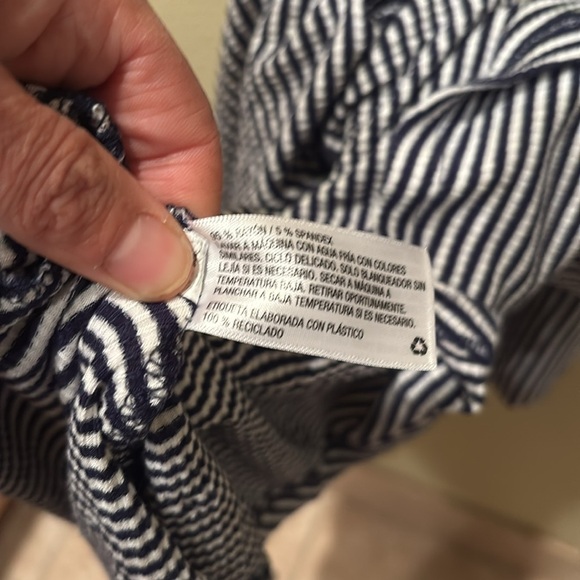 95 % RAYÓN / 5 % SPANDEX
LAVAR A MÁQUINA CON AGUA FRÍA CON COLORES
SIMILARES. CICLO DELICADO. SOLO BLANQUEADOR SIN
LEJÍA SI ES NECESARIO. SECAR A MÁQUINA A
TEMPERATURA BAJA. RETIRAR OPORTUNAMENTE.
PLANCHAR A BAJA TEMPERATURA SI ES NECESARIO.
ETIQUETA ELABORADA CON PLÁSTICO
100 % RECICLADO